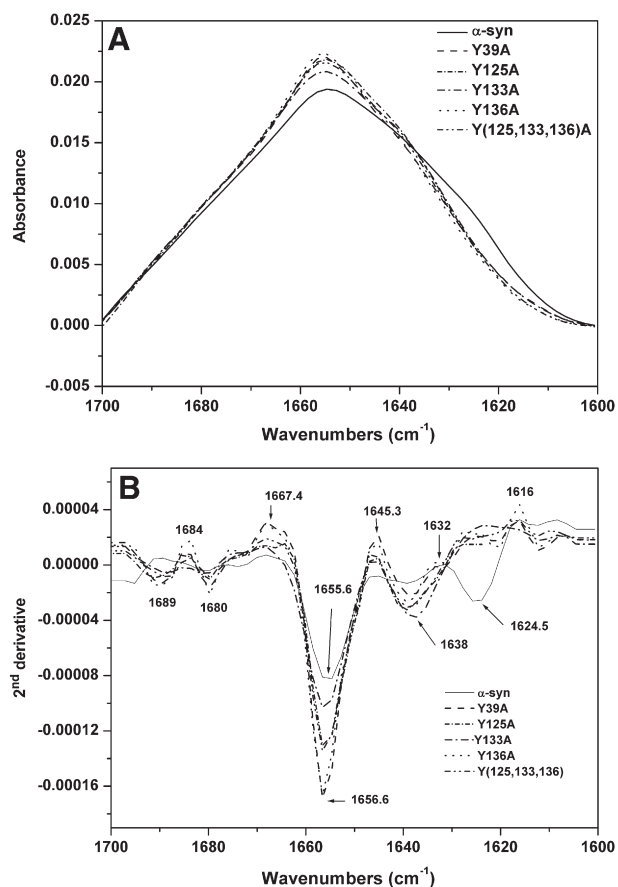 A
α-syn
Y39A
Y125A
Y133A
Y136A
Y(125,133,136)A
0.025
0.020
0.015
0.010
0.005
0.000
-0.005
Absorbance
1700 1680 1660 1640 1620 1600
Wavenumbers (cm⁻¹)
B
0.00004
0.00000
-0.00004
-0.00008
-0.00012
-0.00016
2nd derivative
1667.4
1684
1689
1680
1655.6
1656.6
1645.3
1632
1616
1638
1624.5
α-syn
Y39A
Y125A
Y133A
Y136A
Y(125,133,136)
1700 1680 1660 1640 1620 1600
Wavenumbers (cm⁻¹)